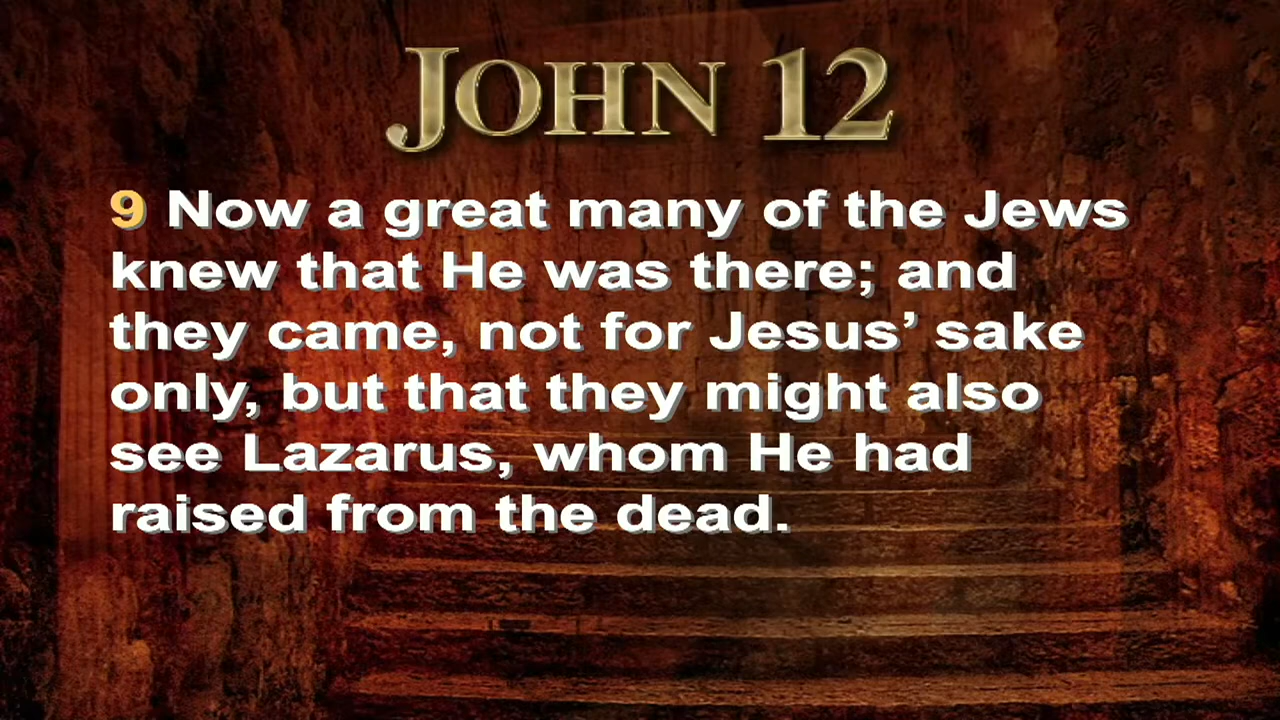 JOHN 12
9 Now a great many of the Jews
knew that He was there; and
they came, not for Jesus’ sake
only, but that they might also
see Lazarus, whom He had
raised from the dead.